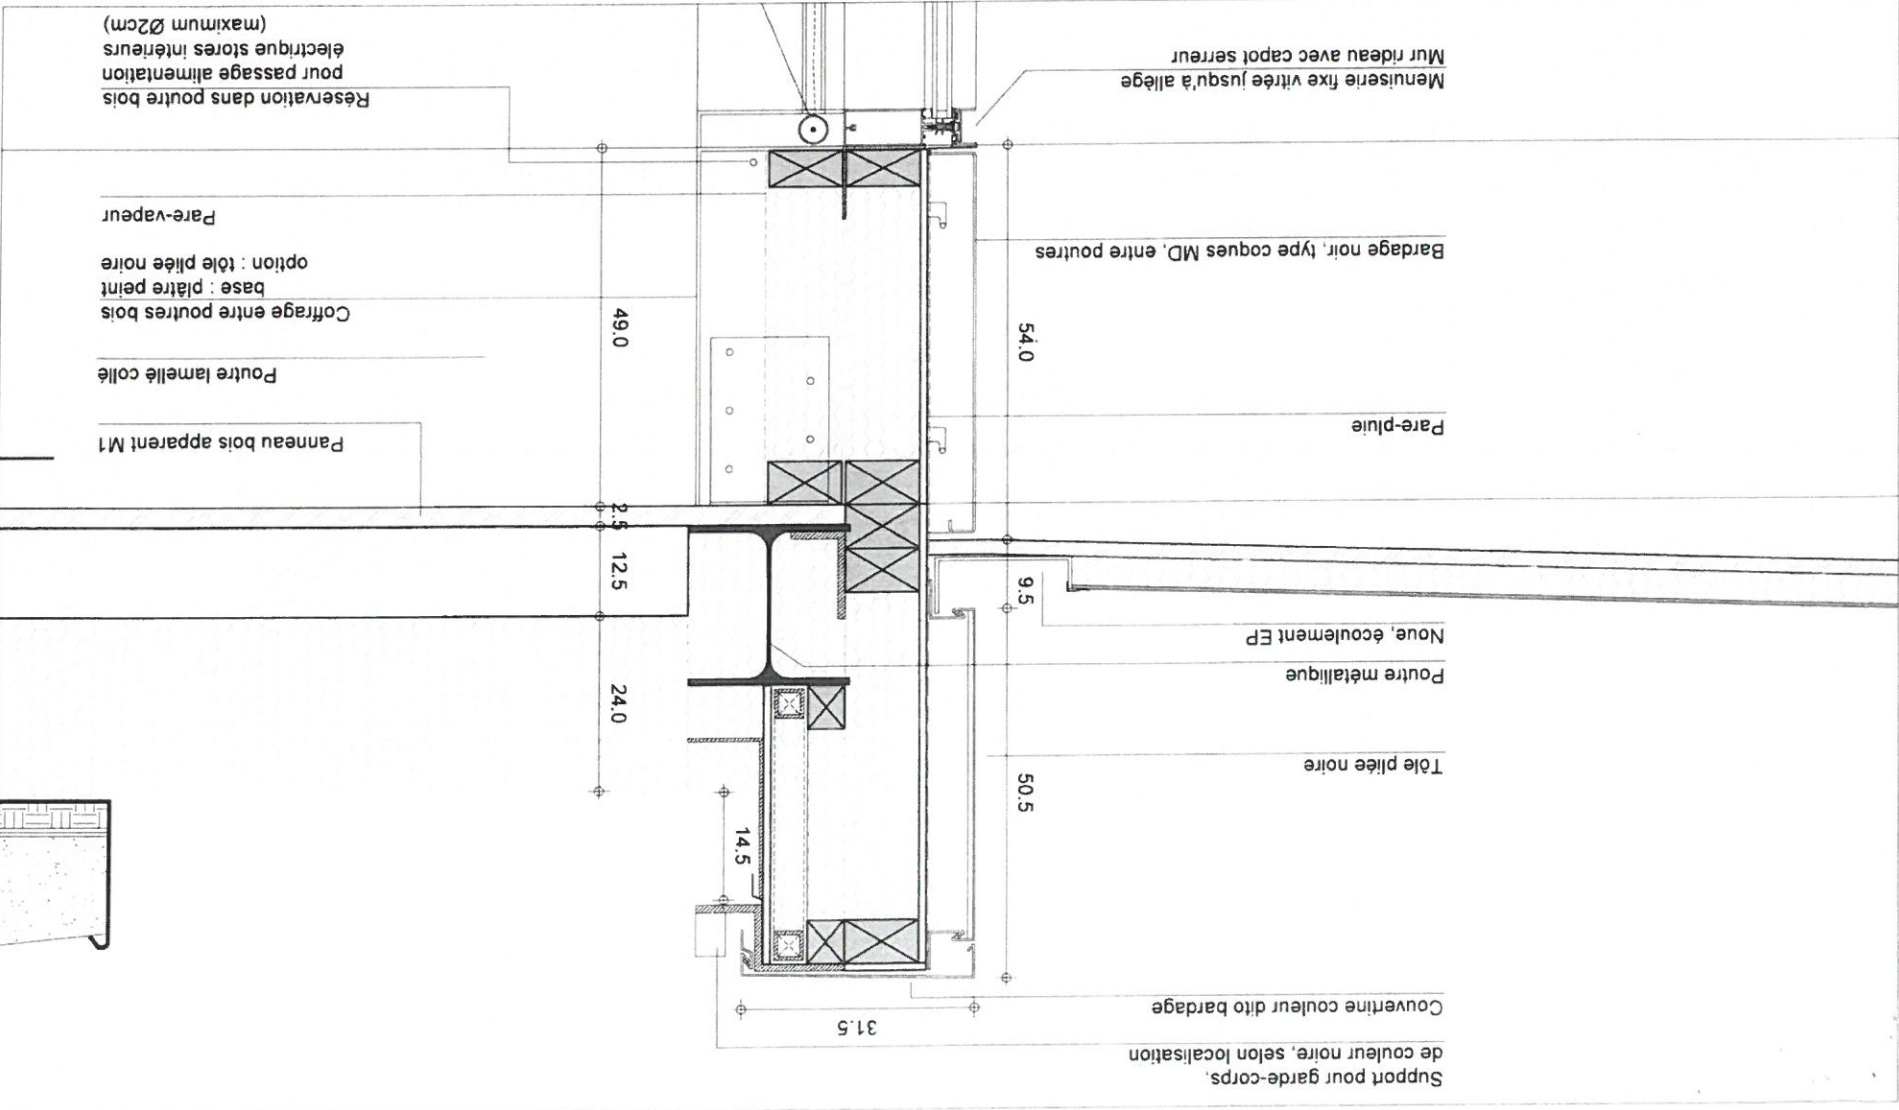 Support pour garde-corps,
de couleur noire, selon localisation
31.5
Couvertine couleur dito bardage
14.5
50.5
Tôle pliée noire
24.0
Poutre métallique
Noue, écoulement EP
9.5
12.5
2.5
Pare-pluie
Panneau bois apparent M1
Poutre lamellé collé
54.0
49.0
Coffrage entre poutres bois
base : plâtre peint
option : tôle pliée noire
Bardage noir, type coques MD, entre poutres
Pare-vapeur
Réservation dans poutre bois
pour passage alimentation
électrique stores intérieurs
(maximum Ø2cm)
Menuiserie fixe vitrée jusqu'à allège
Mur rideau avec capot serreur